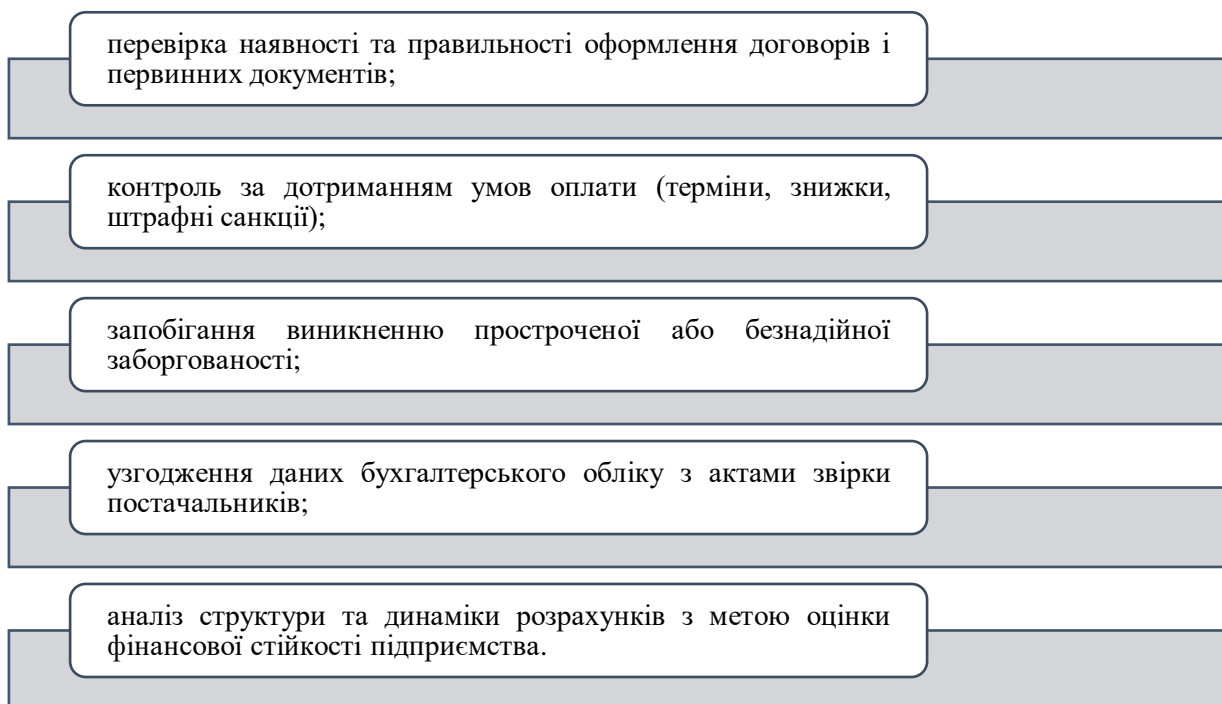 перевірка наявності та правильності оформлення договорів і
первинних документів;
контроль за дотриманням умов оплати (терміни, знижки,
штрафні санкції);
запобігання виникненню простроченої або безнадійної
заборгованості;
узгодження даних бухгалтерського обліку з актами звірки
постачальників;
аналіз структури та динаміки розрахунків з метою оцінки
фінансової стійкості підприємства.